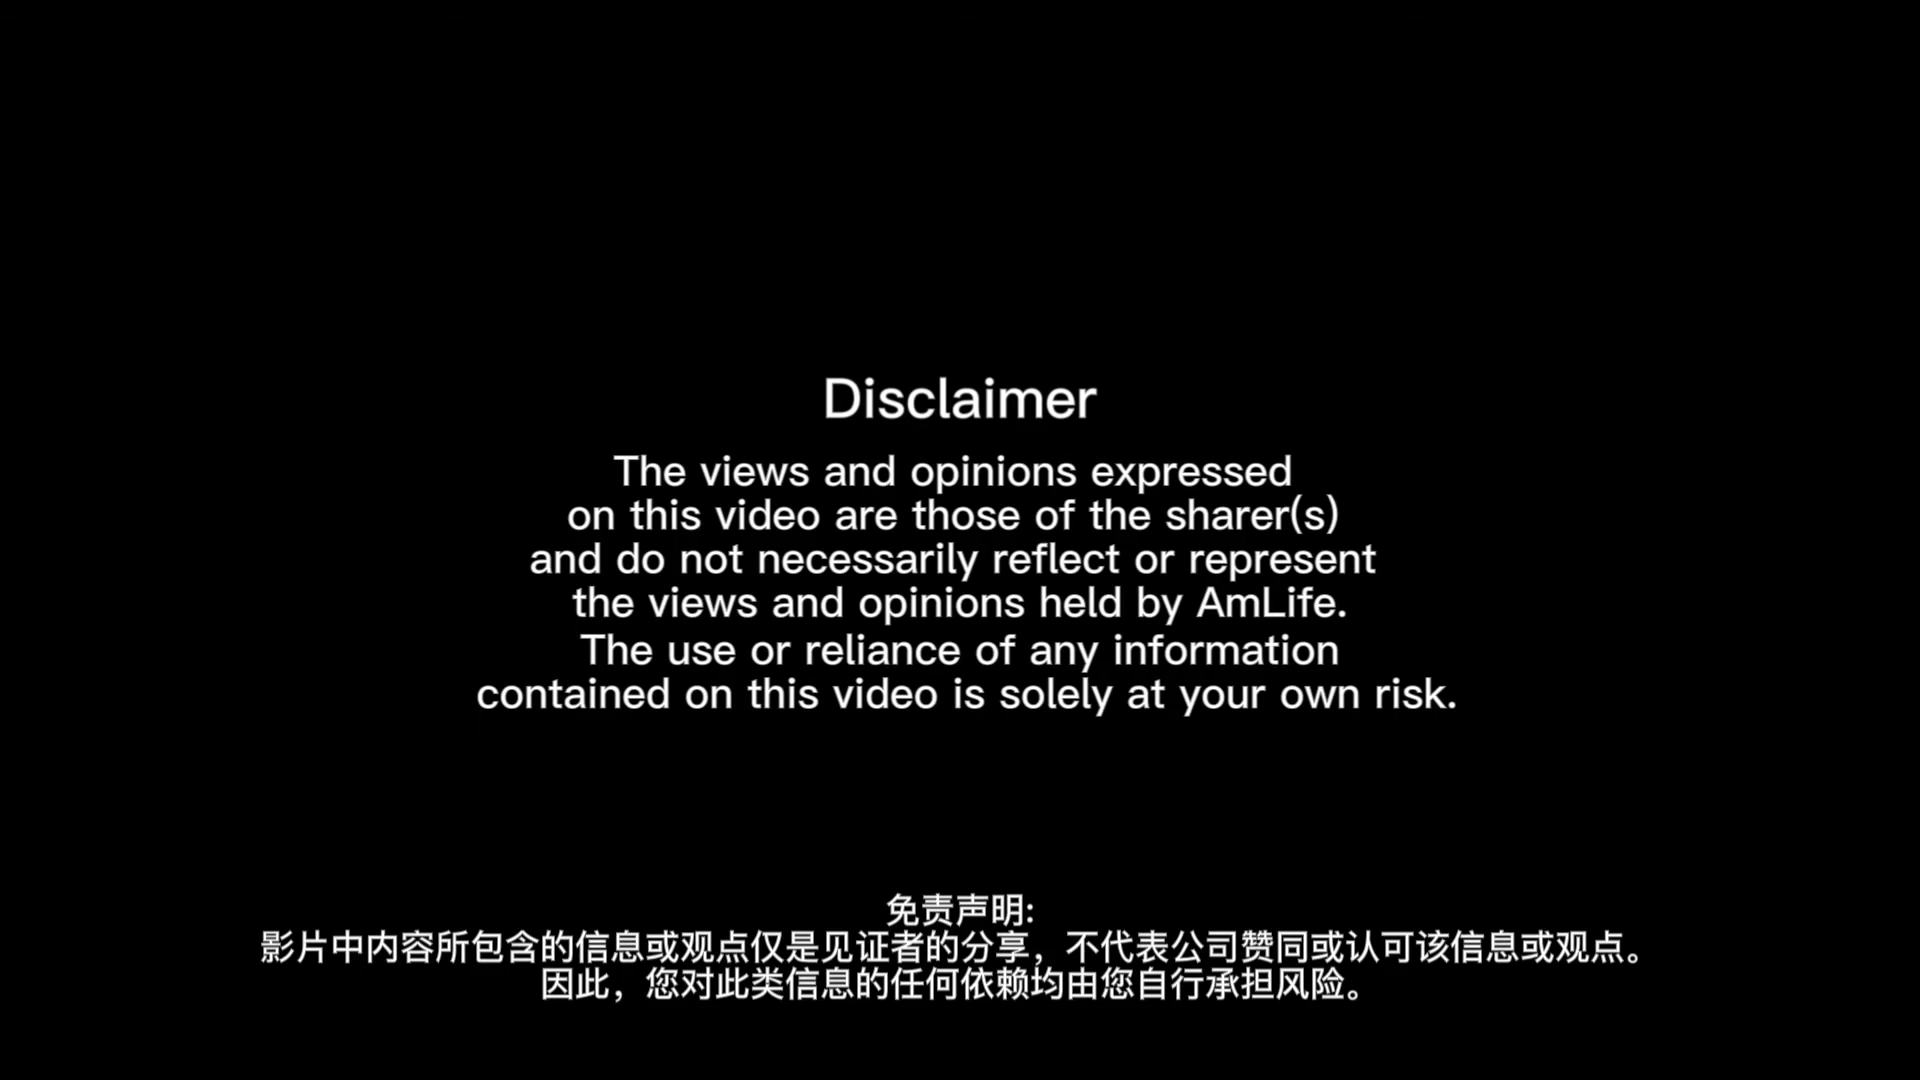 Disclaimer
The views and opinions expressed
on this video are those of the sharer(s)
and do not necessarily reflect or represent
the views and opinions held by AmLife.
The use or reliance of any information
contained on this video is solely at your own risk.
免责声明:
影片中内容所包含的信息或观点仅是见证者的分享，不代表公司赞同或认可该信息或观点。
因此，您对此类信息的任何依赖均由您自行承担风险。